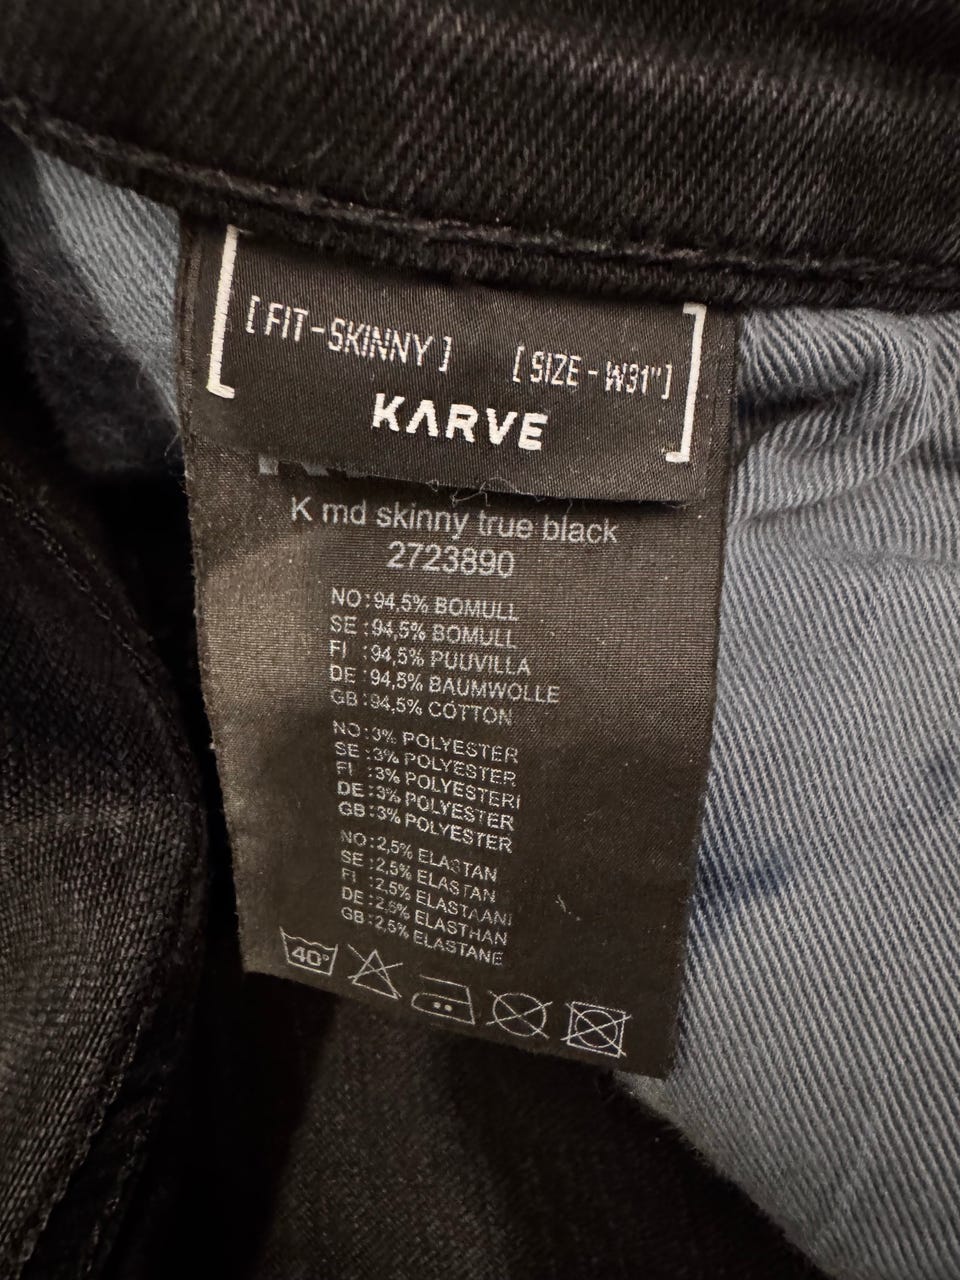 [ FIT-SKINNY ] [ SIZE - W31" ]
KARVE
K md skinny true black
2723890
NO:94,5% BOMULL
SE :94,5% BOMULL
FI :94,5% PUUVILLA
DE :94,5% BAUMWOLLE
GB:94,5% COTTON
NO:3% POLYESTER
SE :3% POLYESTER
FI :3% POLYESTERI
DE:3% POLYESTER
GB:3% POLYESTER
NO:2,5% ELASTAN
SE :2,5% ELASTAN
FI :2,5% ELASTAANI
DE:2,5% ELASTHAN
GB:2,5% ELASTANE
40°